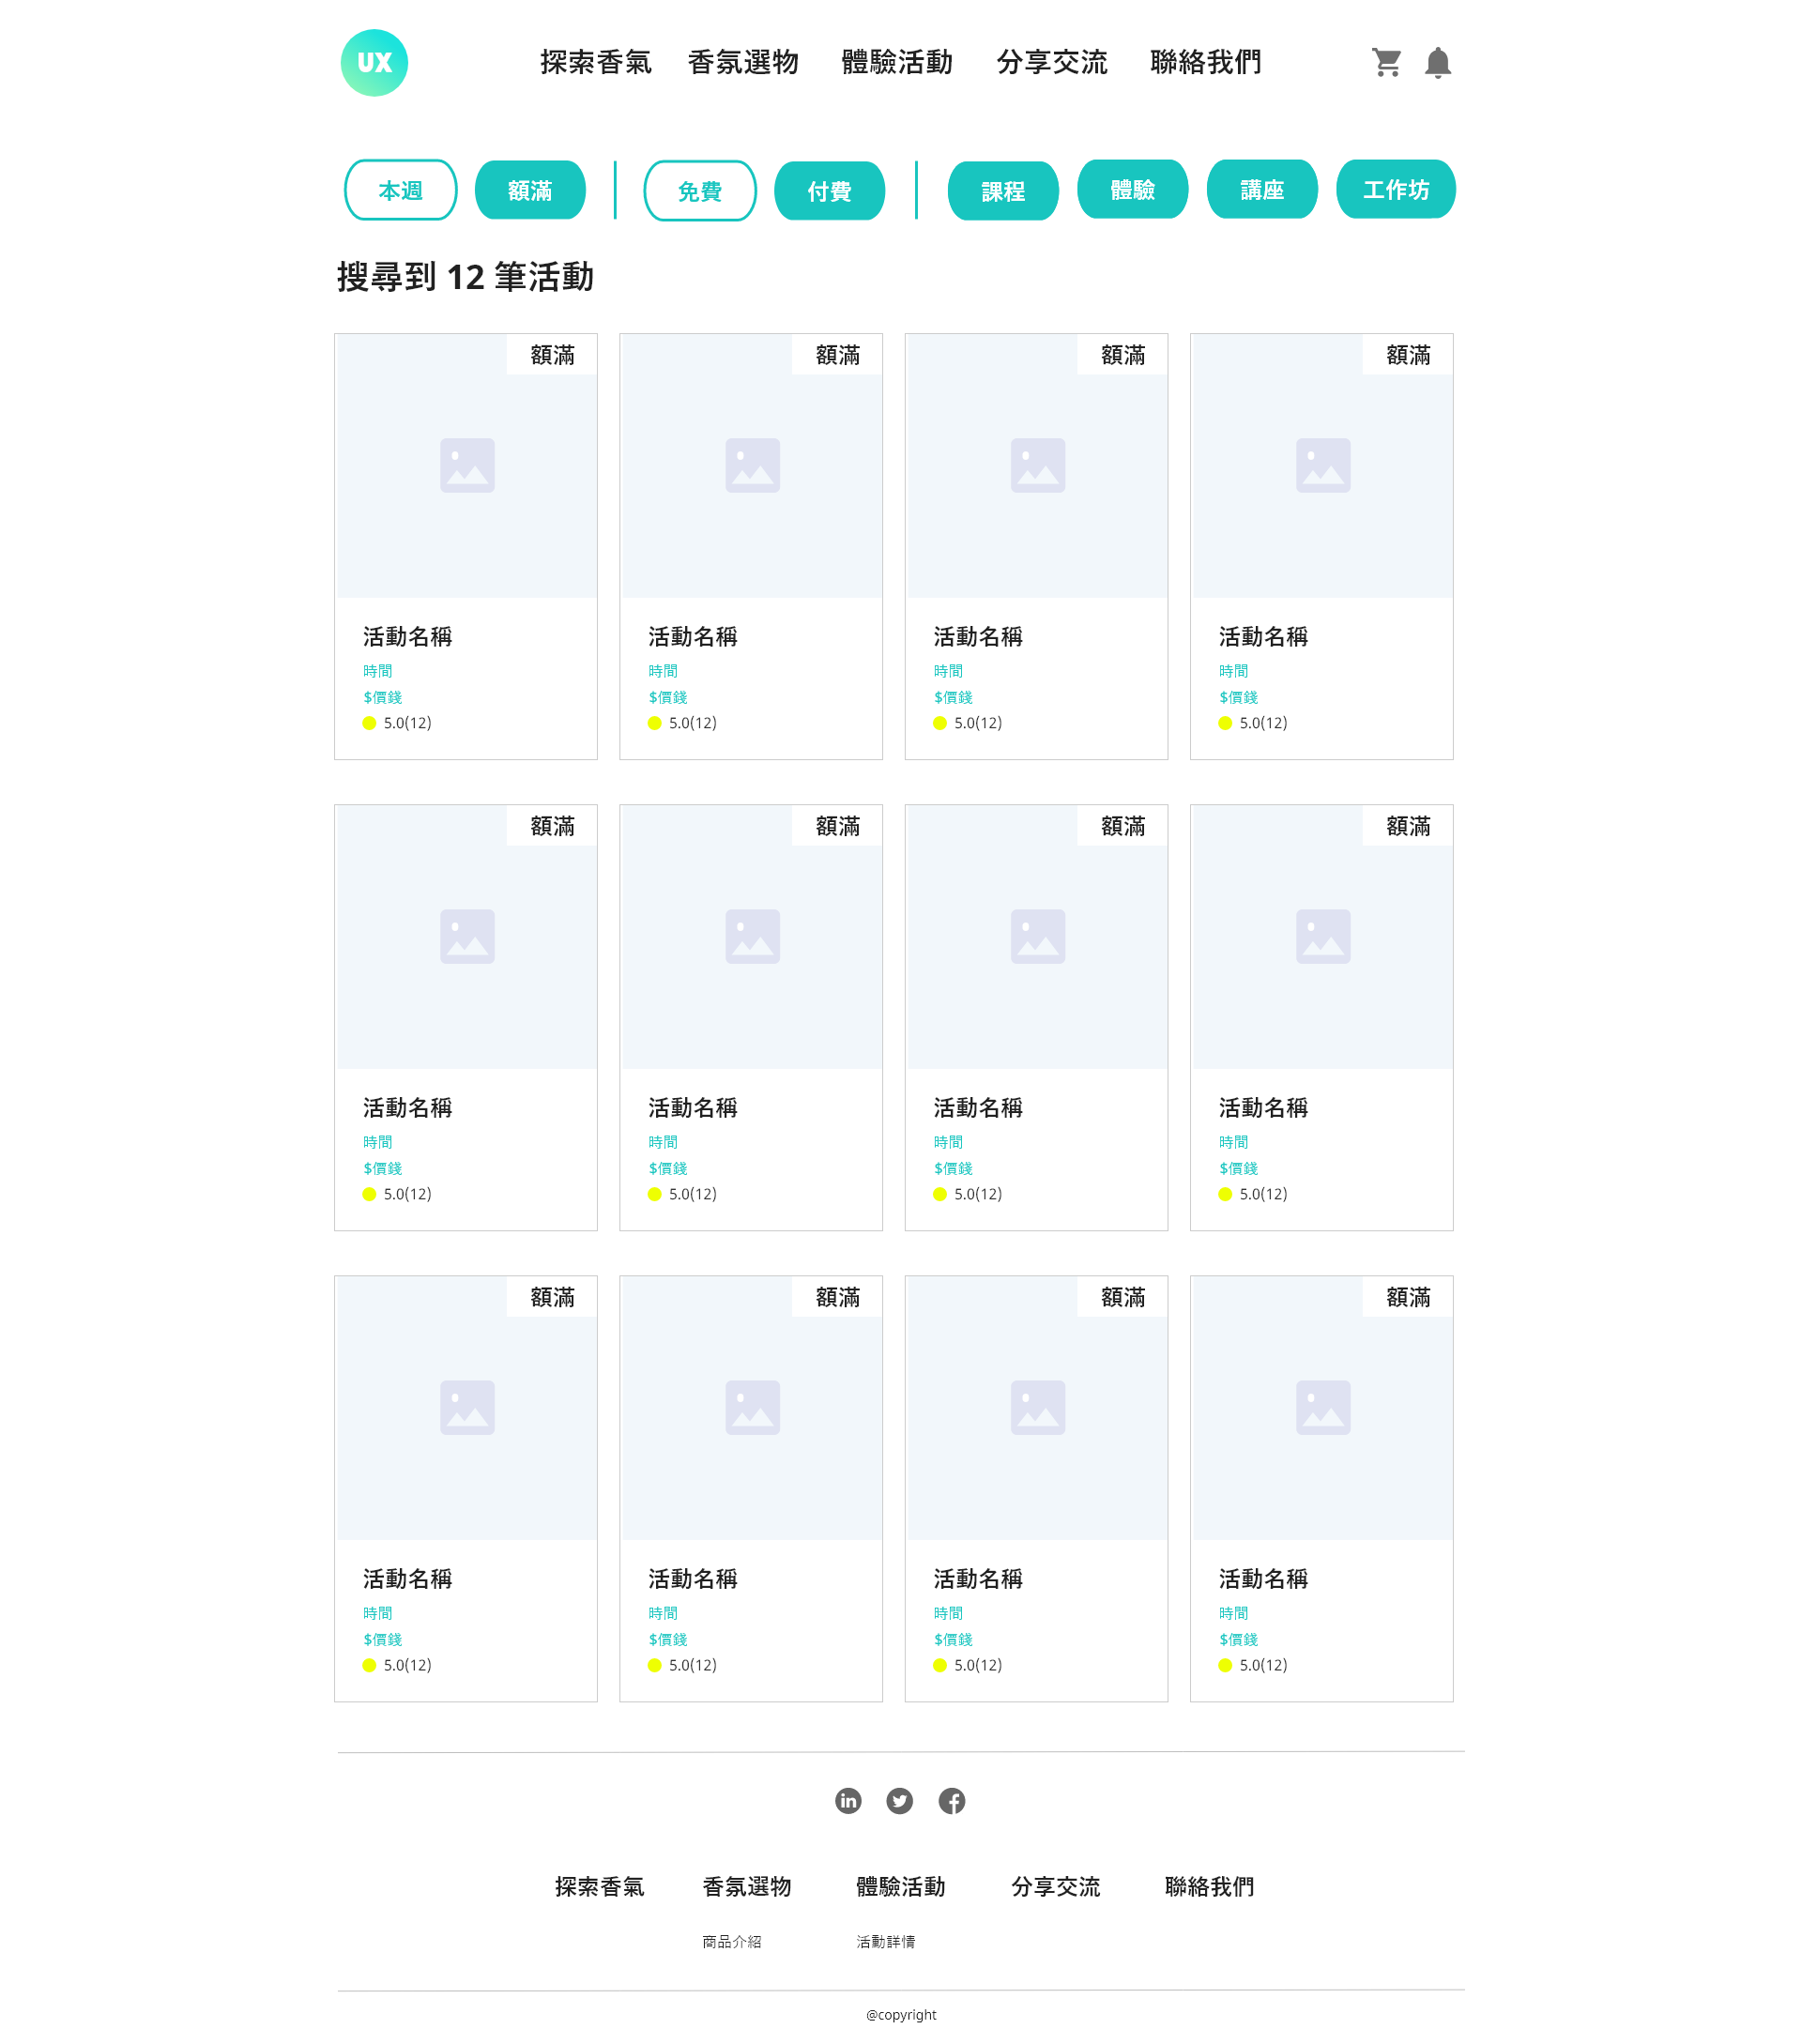 UX
探索香氣 香氛選物 體驗活動 分享交流 聯絡我們
本週 額滿 免費 付費 課程 體驗 講座 工作坊
搜尋到 12 筆活動
額滿 額滿 額滿 額滿
活動名稱 活動名稱 活動名稱 活動名稱
時間 時間 時間 時間
$價錢 $價錢 $價錢 $價錢
5.0(12) 5.0(12) 5.0(12) 5.0(12)
額滿 額滿 額滿 額滿
活動名稱 活動名稱 活動名稱 活動名稱
時間 時間 時間 時間
$價錢 $價錢 $價錢 $價錢
5.0(12) 5.0(12) 5.0(12) 5.0(12)
額滿 額滿 額滿 額滿
活動名稱 活動名稱 活動名稱 活動名稱
時間 時間 時間 時間
$價錢 $價錢 $價錢 $價錢
5.0(12) 5.0(12) 5.0(12) 5.0(12)
in f
探索香氣 香氛選物 體驗活動 分享交流 聯絡我們
商品介紹 活動詳情
@copyright